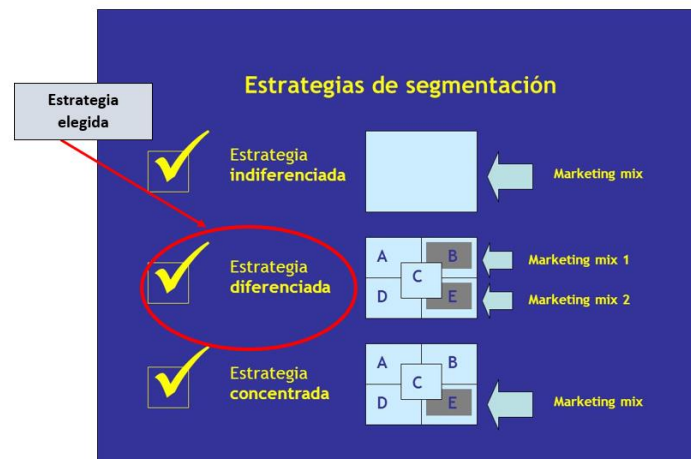 Estrategias de segmentación
Estrategia
elegida
Estrategia
indiferenciada
Marketing mix
Estrategia
diferenciada
A
B
C
D
E
Marketing mix 1
Marketing mix 2
Estrategia
concentrada
A
B
C
D
E
Marketing mix